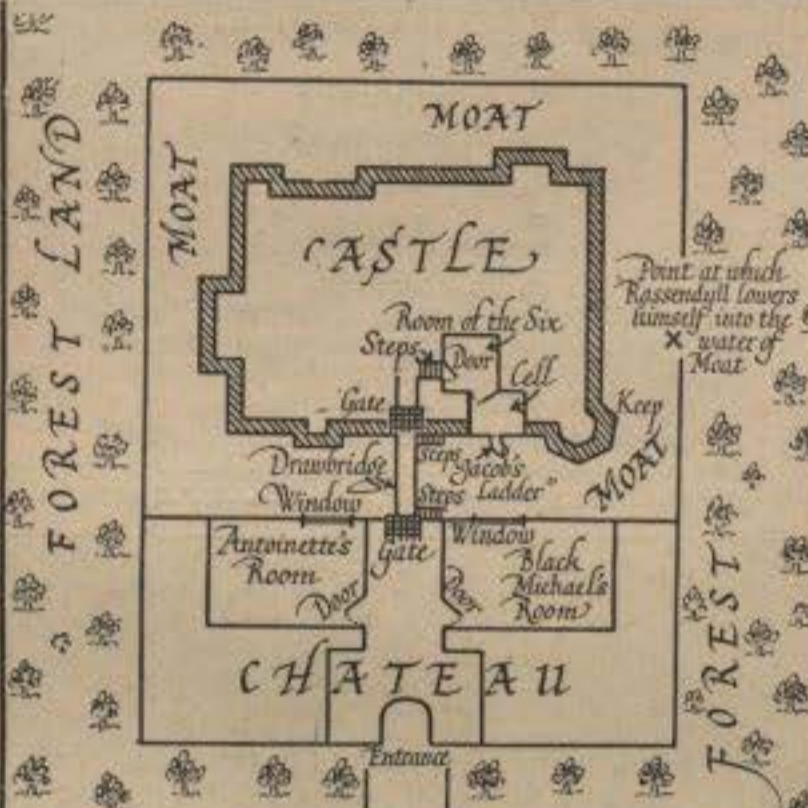 MOAT
MOAT
FOREST LAND
CASTLE
Point at which
Rassendyll lowers
himself into the
water of
Moat
Room of the Six
Steps
Door
Cell
Gate
Keep
Drawbridge
Steps
"Jacob's
Ladder"
MOAT
Window
Steps
Gate
Window
Antoinette's
Room
Black
Michael's
Room
Door
Door
CHATEAU
FOREST
Entrance